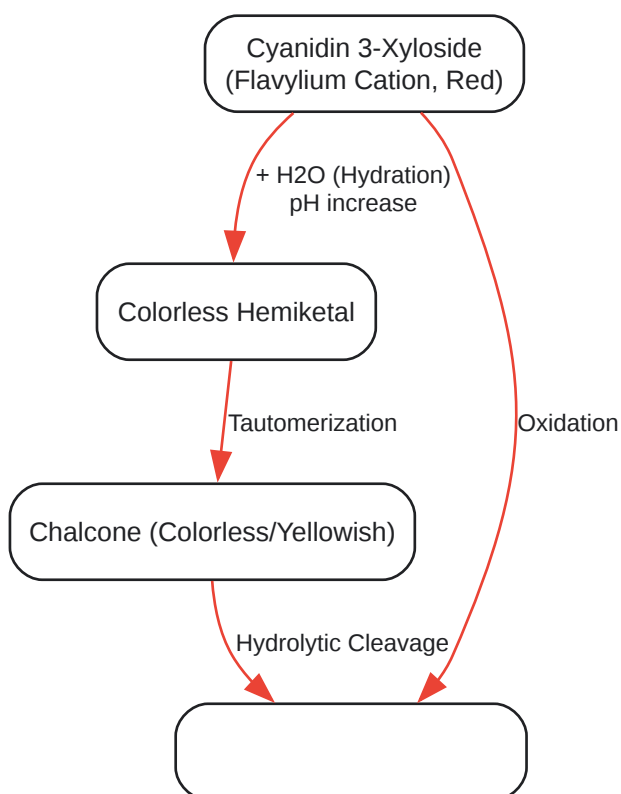 Cyanidin 3-Xyloside
(Flavylium Cation, Red)
+ H2O (Hydration)
pH increase
Colorless Hemiketal
Tautomerization
Oxidation
Chalcone (Colorless/Yellowish)
Hydrolytic Cleavage